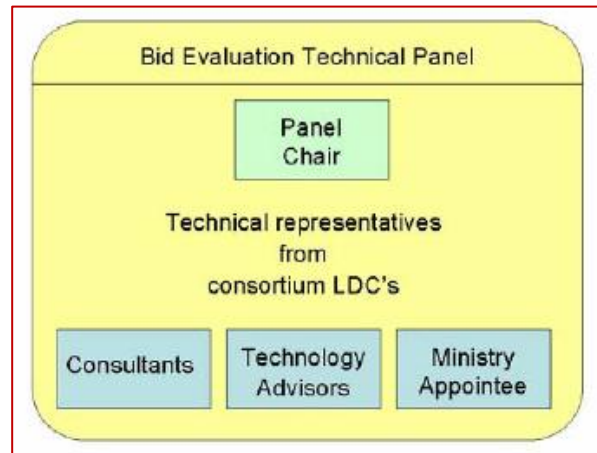 Bid Evaluation Technical Panel
Panel
Chair
Technical representatives
from
consortium LDC's
Consultants
Technology
Advisors
Ministry
Appointee